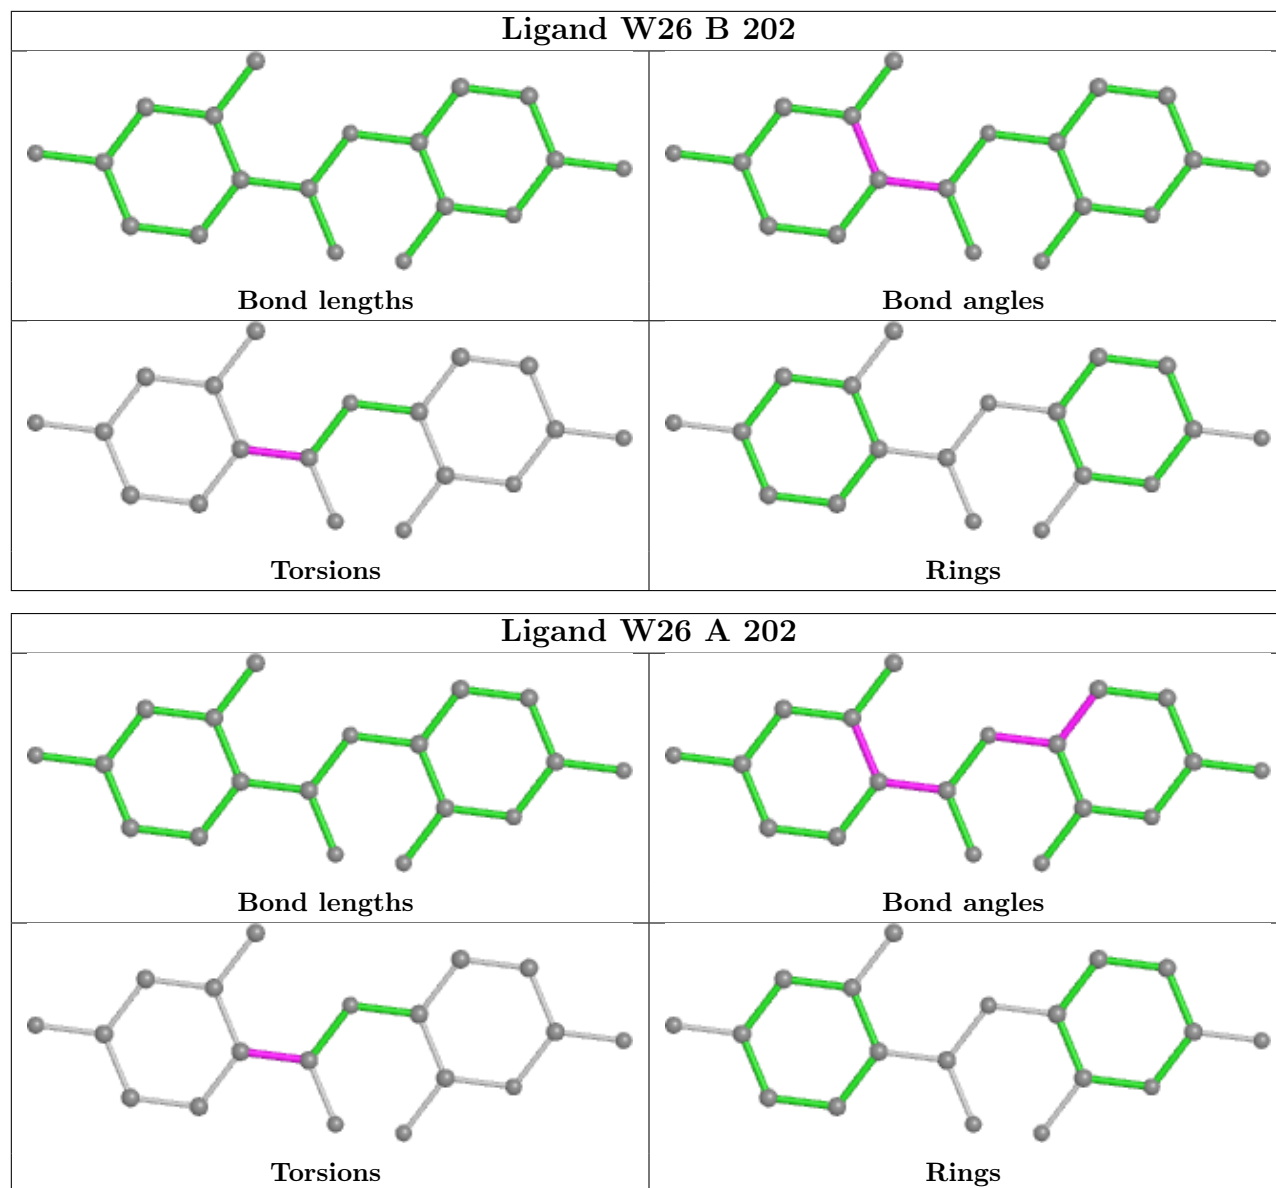 Ligand W26 B 202
Bond lengths
Bond angles
Torsions
Rings
Ligand W26 A 202
Bond lengths
Bond angles
Torsions
Rings